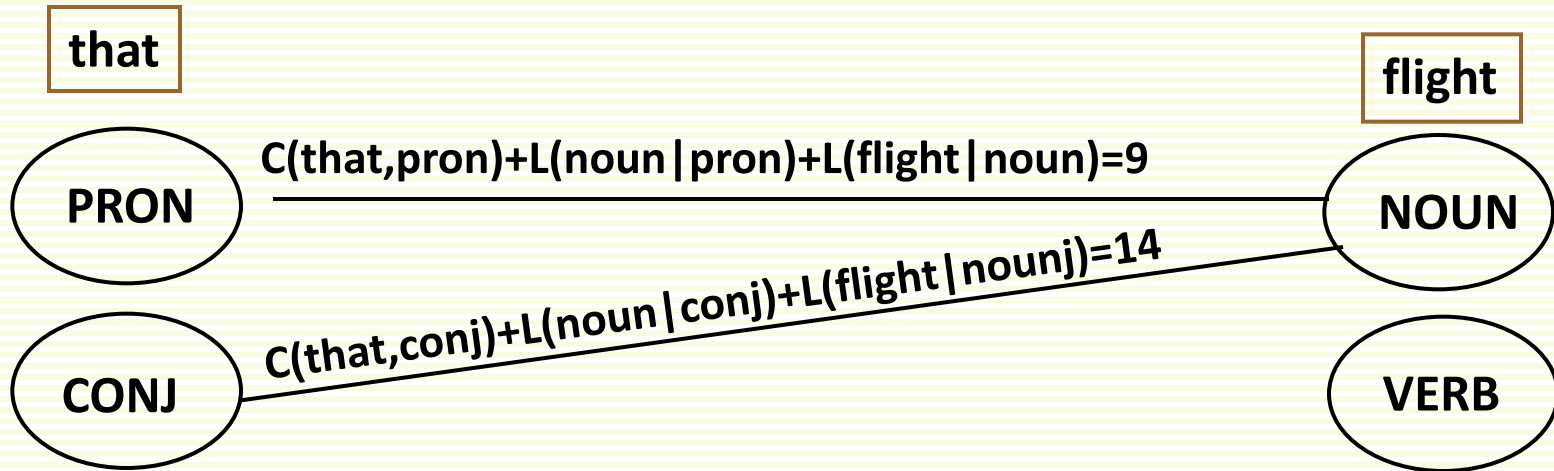 that
flight
C(that,pron)+L(noun|pron)+L(flight|noun)=9
PRON
NOUN
C(that,conj)+L(noun|conj)+L(flight|nounj)=14
CONJ
VERB